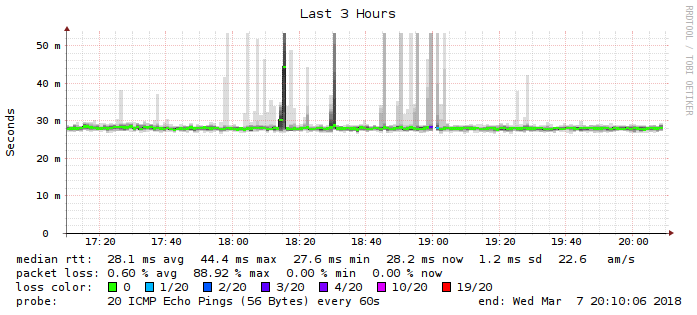 Last 3 Hours
RRDTOOL / TOBI OETIKER
Seconds
50 m
40 m
30 m
20 m
10 m
0
17:20 17:40 18:00 18:20 18:40 19:00 19:20 19:40 20:00
median rtt: 28.1 ms avg 44.4 ms max 27.6 ms min 28.2 ms now 1.2 ms sd 22.6 am/s
packet loss: 0.60 % avg 88.92 % max 0.00 % min 0.00 % now
loss color: 0 1/20 2/20 3/20 4/20 10/20 19/20
probe: 20 ICMP Echo Pings (56 Bytes) every 60s end: Wed Mar 7 20:10:06 2018